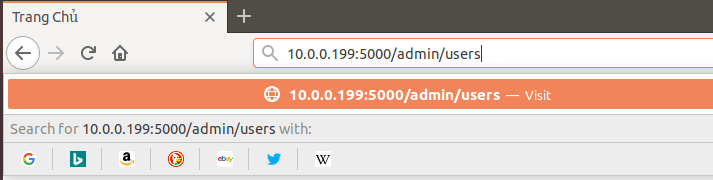 Trang Chủ
10.0.0.199:5000/admin/users
10.0.0.199:5000/admin/users — Visit
Search for 10.0.0.199:5000/admin/users with:
G b a ebay W